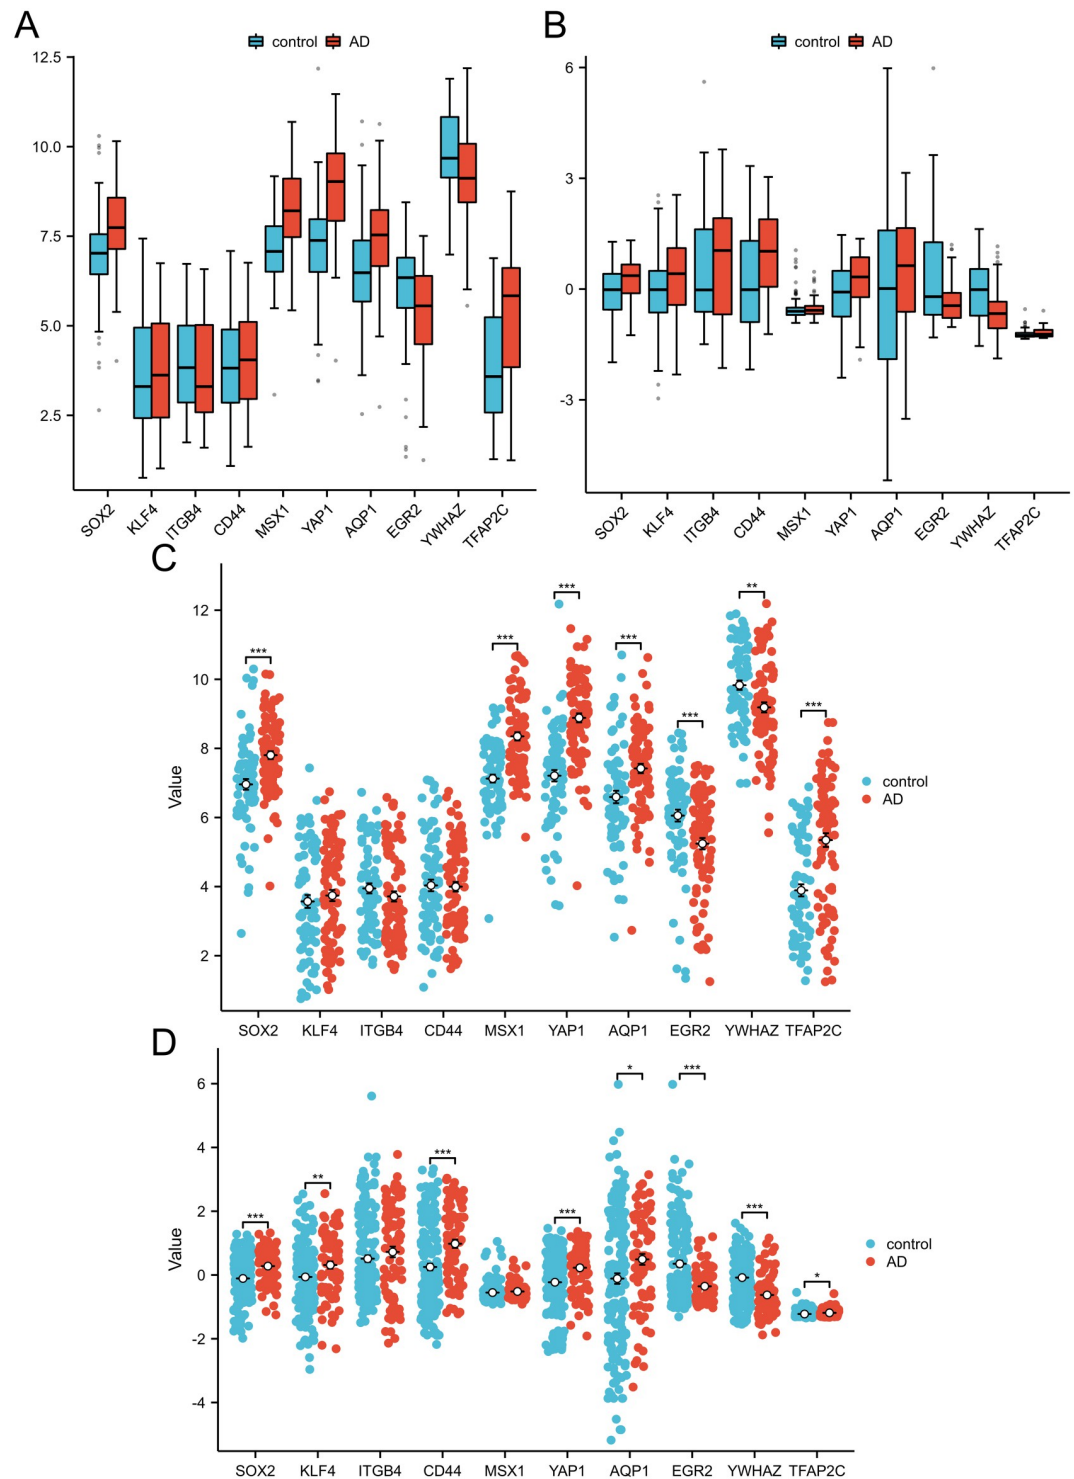 A
control AD
12.5
10.0
7.5
5.0
2.5
SOX2 KLF4 ITGB4 CD44 MSX1 YAP1 AQP1 EGR2 YWHAZ TFAP2C
B
control AD
6
3
0
-3
SOX2 KLF4 ITGB4 CD44 MSX1 YAP1 AQP1 EGR2 YWHAZ TFAP2C
C
Value
12
10
8
6
4
2
*** *** *** *** *** ** ***
SOX2 KLF4 ITGB4 CD44 MSX1 YAP1 AQP1 EGR2 YWHAZ TFAP2C
control
AD
D
Value
6
4
2
0
-2
-4
*** ** *** *** * *** *** *
SOX2 KLF4 ITGB4 CD44 MSX1 YAP1 AQP1 EGR2 YWHAZ TFAP2C
control
AD